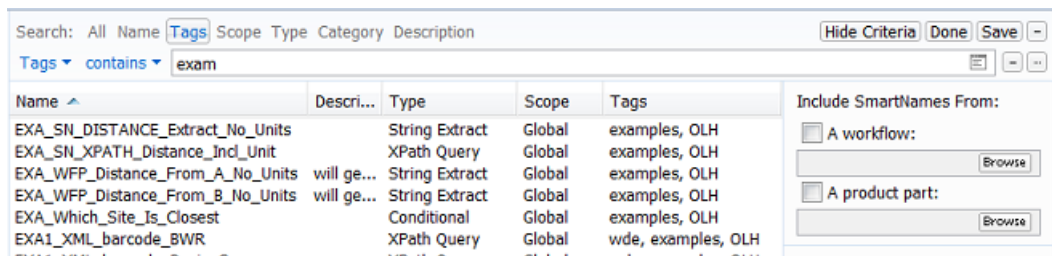 Search: All Name Tags Scope Type Category Description Hide Criteria Done Save -
Tags contains exam
Name Descri... Type Scope Tags Include SmartNames From:
EXA_SN_DISTANCE_Extract_No_Units String Extract Global examples, OLH
A workflow:
EXA_SN_XPATH_Distance_Incl_Unit XPath Query Global examples, OLH
Browse
EXA_WFP_Distance_From_A_No_Units will ge... String Extract Global examples, OLH
EXA_WFP_Distance_From_B_No_Units will ge... String Extract Global examples, OLH
A product part:
EXA_Which_Site_Is_Closest Conditional Global examples, OLH
Browse
EXA1_XML_barcode_BWR XPath Query Global wde, examples, OLH